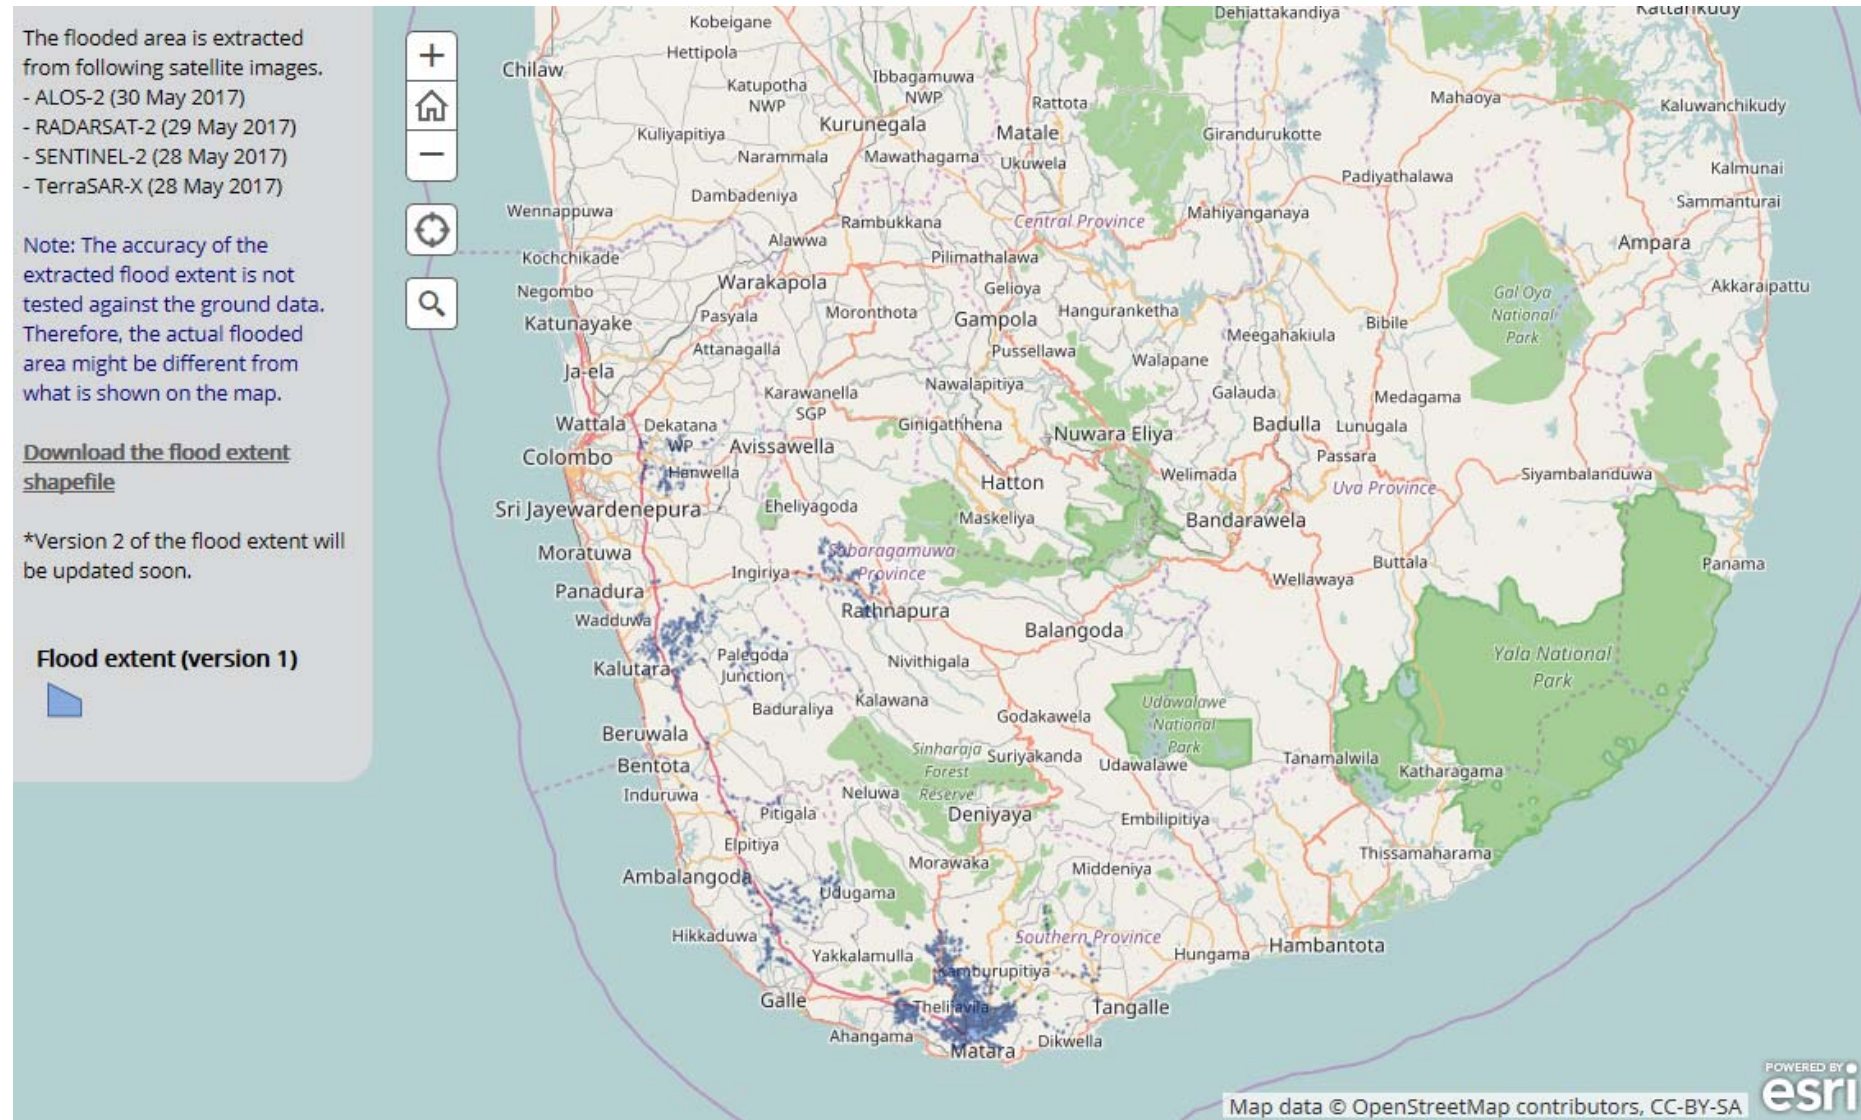 The flooded area is extracted
from following satellite images.
- ALOS-2 (30 May 2017)
- RADARSAT-2 (29 May 2017)
- SENTINEL-2 (28 May 2017)
- TerraSAR-X (28 May 2017)
Note: The accuracy of the
extracted flood extent is not
tested against the ground data.
Therefore, the actual flooded
area might be different from
what is shown on the map.
Download the flood extent
shapefile
*Version 2 of the flood extent will
be updated soon.
Flood extent (version 1)
+
−
Kobeigane
Dehiattakandiya
Kattankudy
Hettipola
Chilaw
Katupotha
NWP
Ibbagamuwa
NWP
Rattota
Mahaoya
Kaluwanchikudy
Kuliyapitiya
Kurunegala
Matale
Girandurukotte
Narammala
Mawathagama
Ukuwela
Padiyathalawa
Kalmunai
Dambadeniya
Sammanturai
Wennappuwa
Rambukkana
Central Province
Mahiyanganaya
Alawwa
Ampara
Kochchikade
Pilimathalawa
Warakapola
Gelioya
Negombo
Akkaraipattu
Gal Oya
National
Park
Katunayake
Pasyala
Moronthota
Gampola
Hanguranketha
Meegahakiula
Bibile
Attanagalla
Pussellawa
Walapane
Ja-ela
Karawanella
SGP
Nawalapitiya
Galauda
Medagama
Wattala
Dekatana
WP
Ginigathhena
Nuwara Eliya
Badulla
Lunugala
Colombo
Avissawella
Passara
Hanwella
Hatton
Welimada
Siyambalanduwa
Uva Province
Sri Jayewardenepura
Eheliyagoda
Maskeliya
Bandarawela
Moratuwa
Sabaragamuwa
Province
Ingiriya
Buttala
Panama
Wellawaya
Panadura
Rathnapura
Wadduwa
Balangoda
Palegoda
Junction
Kalutara
Nivithigala
Yala National
Park
Baduraliya
Kalawana
Udawalawe
National
Park
Godakawela
Beruwala
Sinharaja
Forest
Reserve
Suriyakanda
Udawalawe
Tanamalwila
Katharagama
Bentota
Induruwa
Neluwa
Pitigala
Deniyaya
Embilipitiya
Elpitiya
Thissamaharama
Morawaka
Middeniya
Ambalangoda
Udugama
Hikkaduwa
Southern Province
Yakkalamulla
Hungama
Hambantota
Kamburupitiya
Galle
Thelijjavila
Tangalle
Ahangama
Dikwella
Matara
POWERED BY
esri
Map data © OpenStreetMap contributors, CC-BY-SA